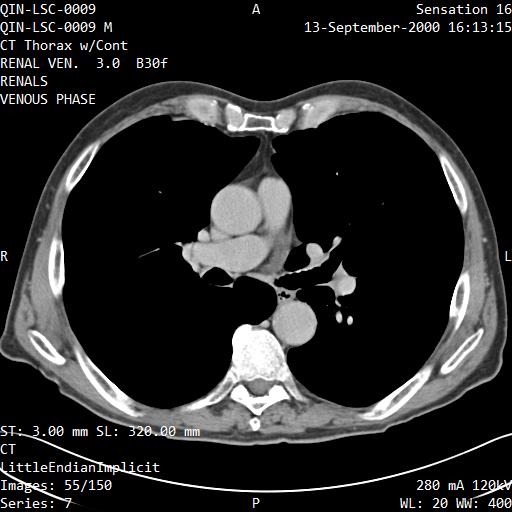 QIN-LSC-0009
QIN-LSC-0009 M
CT Thorax w/Cont
RENAL VEN.  3.0  B30f
RENALS
VENOUS PHASE
A
Sensation 16
13-September-2000 16:13:15
R
L
ST: 3.00 mm SL: 320.00 mm
CT
LittleEndianImplicit
Images: 55/150
Series: 7
P
280 mA 120kV
WL: 20 WW: 400